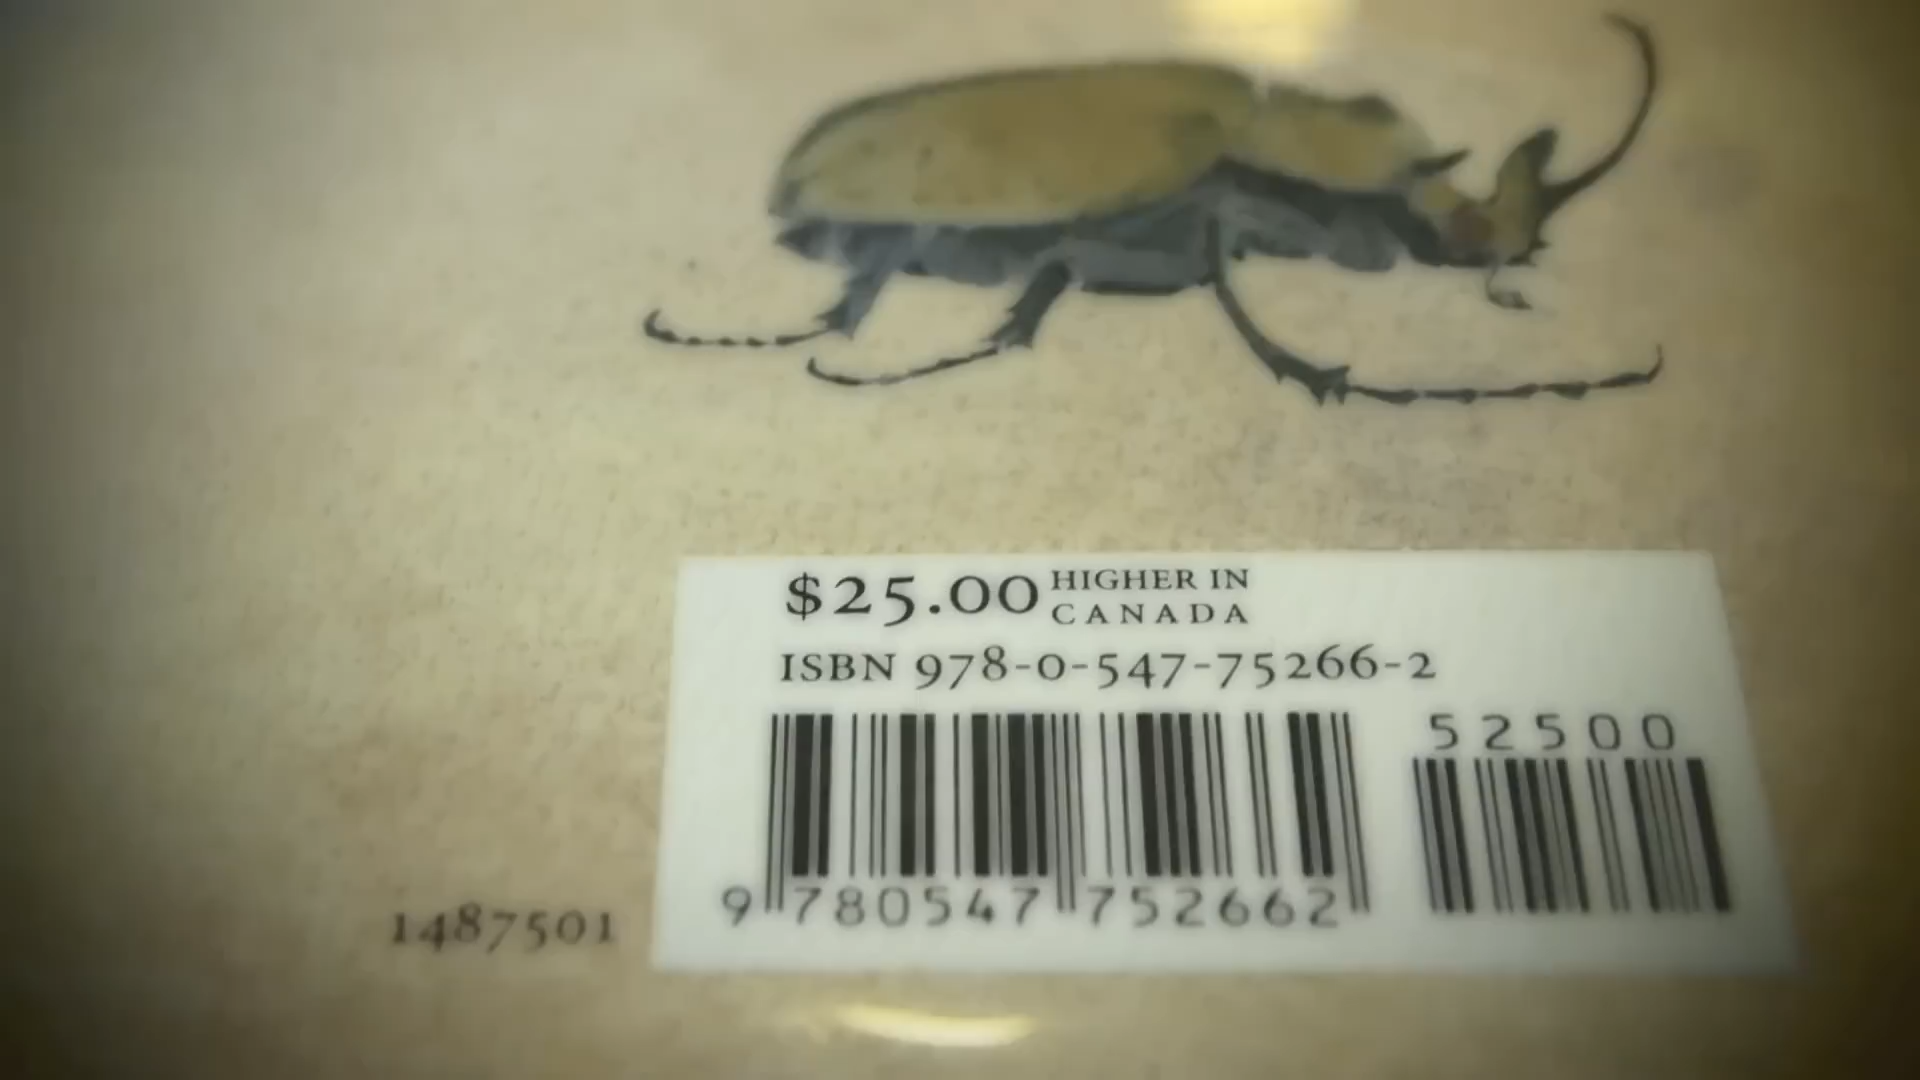 $25.00 HIGHER IN
CANADA
ISBN 978-0-547-75266-2
52500
9 780547 752662
1487501